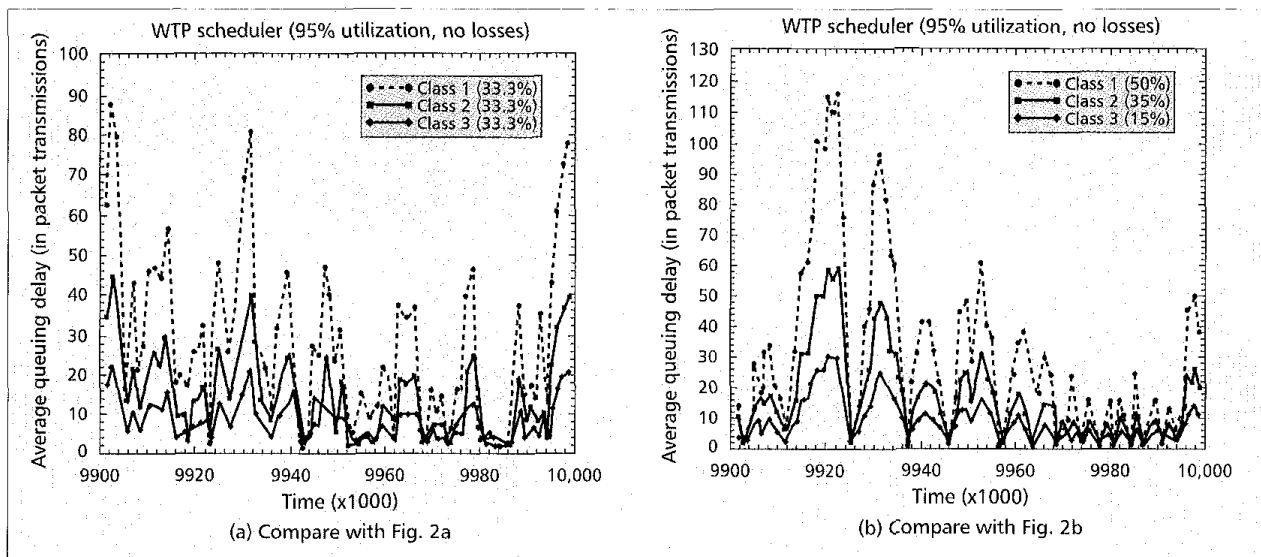 WTP scheduler (95% utilization, no losses)
Average queuing delay (in packet transmissions)
100
90
80
70
60
50
40
30
20
10
0
Class 1 (33.3%)
Class 2 (33.3%)
Class 3 (33.3%)
9900 9920 9940 9960 9980 10,000
Time (x1000)
(a) Compare with Fig. 2a
WTP scheduler (95% utilization, no losses)
Average queuing delay (in packet transmissions)
130
120
110
100
90
80
70
60
50
40
30
20
10
0
Class 1 (50%)
Class 2 (35%)
Class 3 (15%)
9900 9920 9940 9960 9980 10,000
Time (x1000)
(b) Compare with Fig. 2b